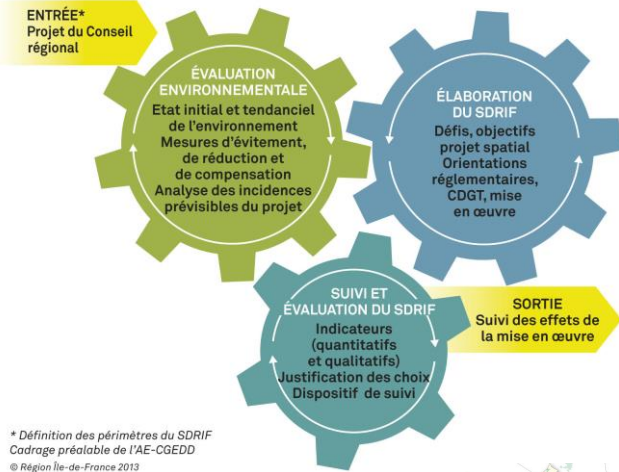 ENTRÉE*
Projet du Conseil
régional
ÉVALUATION
ENVIRONNEMENTALE
Etat initial et tendanciel
de l'environnement
Mesures d'évitement,
de réduction et
de compensation
Analyse des incidences
prévisibles du projet
ÉLABORATION
DU SDRIF
Défis, objectifs
projet spatial
Orientations
réglementaires,
CDGT, mise
en œuvre
SUIVI ET
ÉVALUATION DU SDRIF
Indicateurs
(quantitatifs
et qualitatifs)
Justification des choix
Dispositif de suivi
SORTIE
Suivi des effets de
la mise en œuvre
* Définition des périmètres du SDRIF
Cadrage préalable de l'AE-CGEDD
© Région Île-de-France 2013